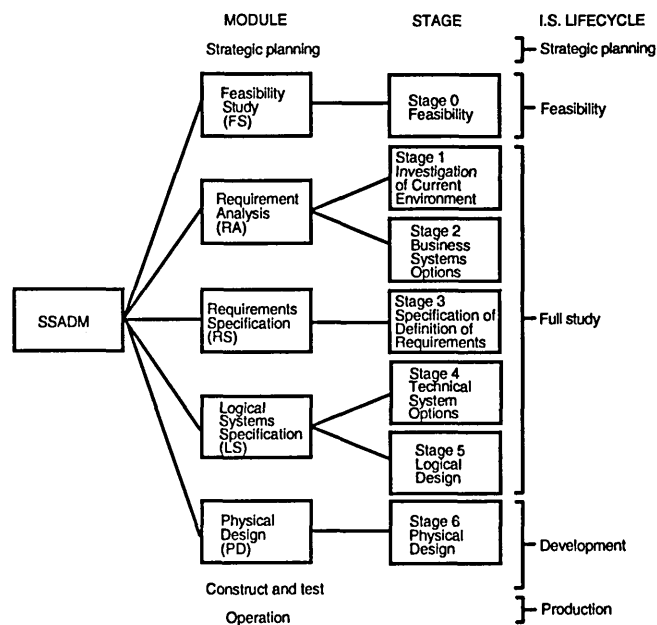 MODULE
STAGE
I.S. LIFECYCLE
Strategic planning
Strategic planning
Feasibility
Study
(FS)
Stage 0
Feasibility
Feasibility
Requirement
Analysis
(RA)
Stage 1
Investigation
of Current
Environment
Stage 2
Business
Systems
Options
SSADM
Requirements
Specification
(RS)
Stage 3
Specification of
Definition of
Requirements
Full study
Logical
Systems
Specification
(LS)
Stage 4
Technical
System
Options
Stage 5
Logical
Design
Physical
Design
(PD)
Stage 6
Physical
Design
Development
Construct and test
Operation
Production